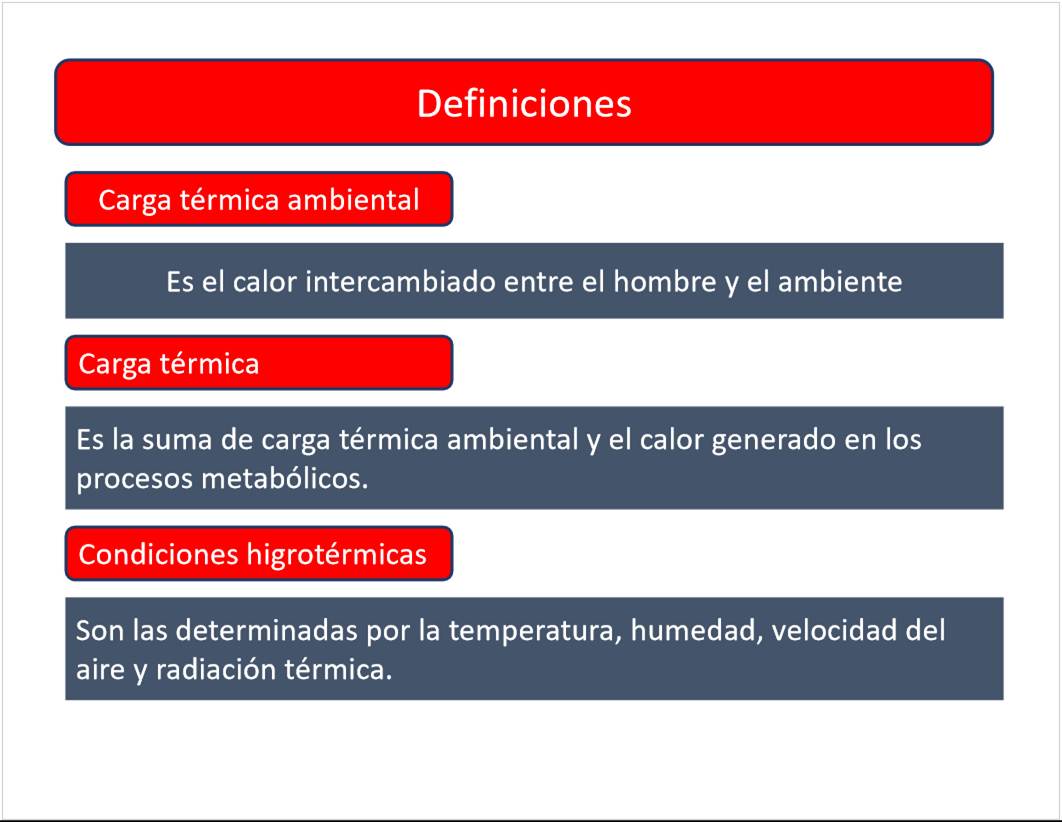 Definiciones
Carga térmica ambiental
Es el calor intercambiado entre el hombre y el ambiente
Carga térmica
Es la suma de carga térmica ambiental y el calor generado en los
procesos metabólicos.
Condiciones higrotérmicas
Son las determinadas por la temperatura, humedad, velocidad del
aire y radiación térmica.